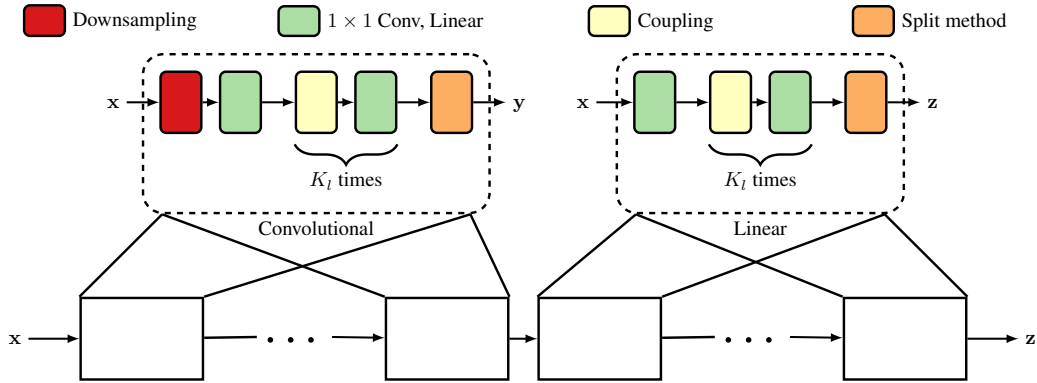 Downsampling
1 × 1 Conv, Linear
Coupling
Split method
x
y
x
z
K_l times
K_l times
Convolutional
Linear
x
. . .
. . .
z